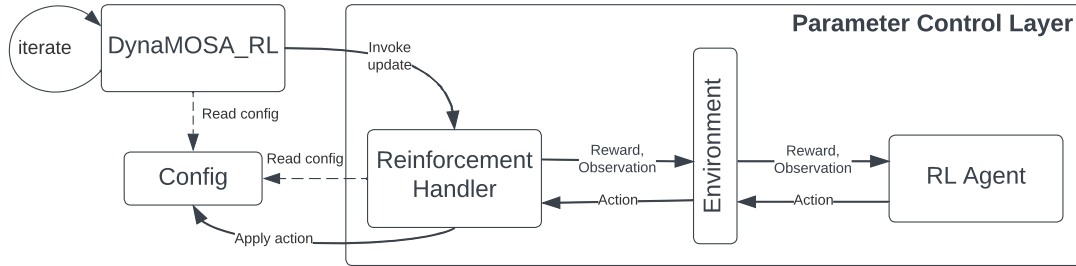 Parameter Control Layer
iterate
DynaMOSA_RL
Invoke
update
Read config
Config
Read config
Reinforcement
Handler
Reward,
Observation
Action
Environment
Reward,
Observation
Action
RL Agent
Apply action